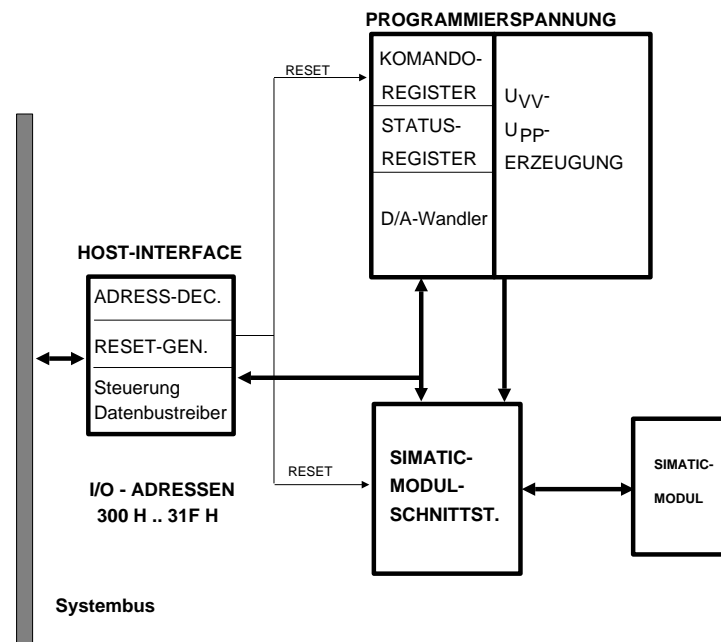 PROGRAMMIERSPANNUNG
KOMANDO-
REGISTER
STATUS-
REGISTER
D/A-Wandler
UVV-
UPP-
ERZEUGUNG
RESET
HOST-INTERFACE
ADRESS-DEC.
RESET-GEN.
Steuerung
Datenbustreiber
I/O - ADRESSEN
300 H .. 31F H
RESET
SIMATIC-
MODUL-
SCHNITTST.
SIMATIC-
MODUL
Systembus